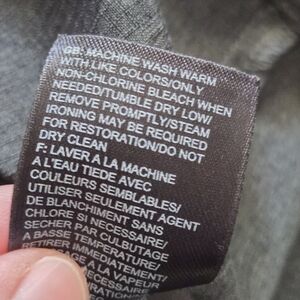 GB: MACHINE WASH WARM
WITH LIKE COLORS/ONLY
NON-CHLORINE BLEACH WHEN
NEEDED/TUMBLE DRY LOW/
REMOVE PROMPTLY/STEAM
IRONING MAY BE REQUIRED
FOR RESTORATION/DO NOT
DRY CLEAN
F: LAVER A LA MACHINE
A L'EAU TIEDE AVEC
COULEURS SEMBLABLES/
UTILISER SEULEMENT AGENT
DE BLANCHIMENT SANS
CHLORE SI NECESSAIRE/
SECHER PAR CULBUTAGE
A BASSE TEMPERATURE/
RETIRER IMMEDIATEMENT/
A LA VAPEUR